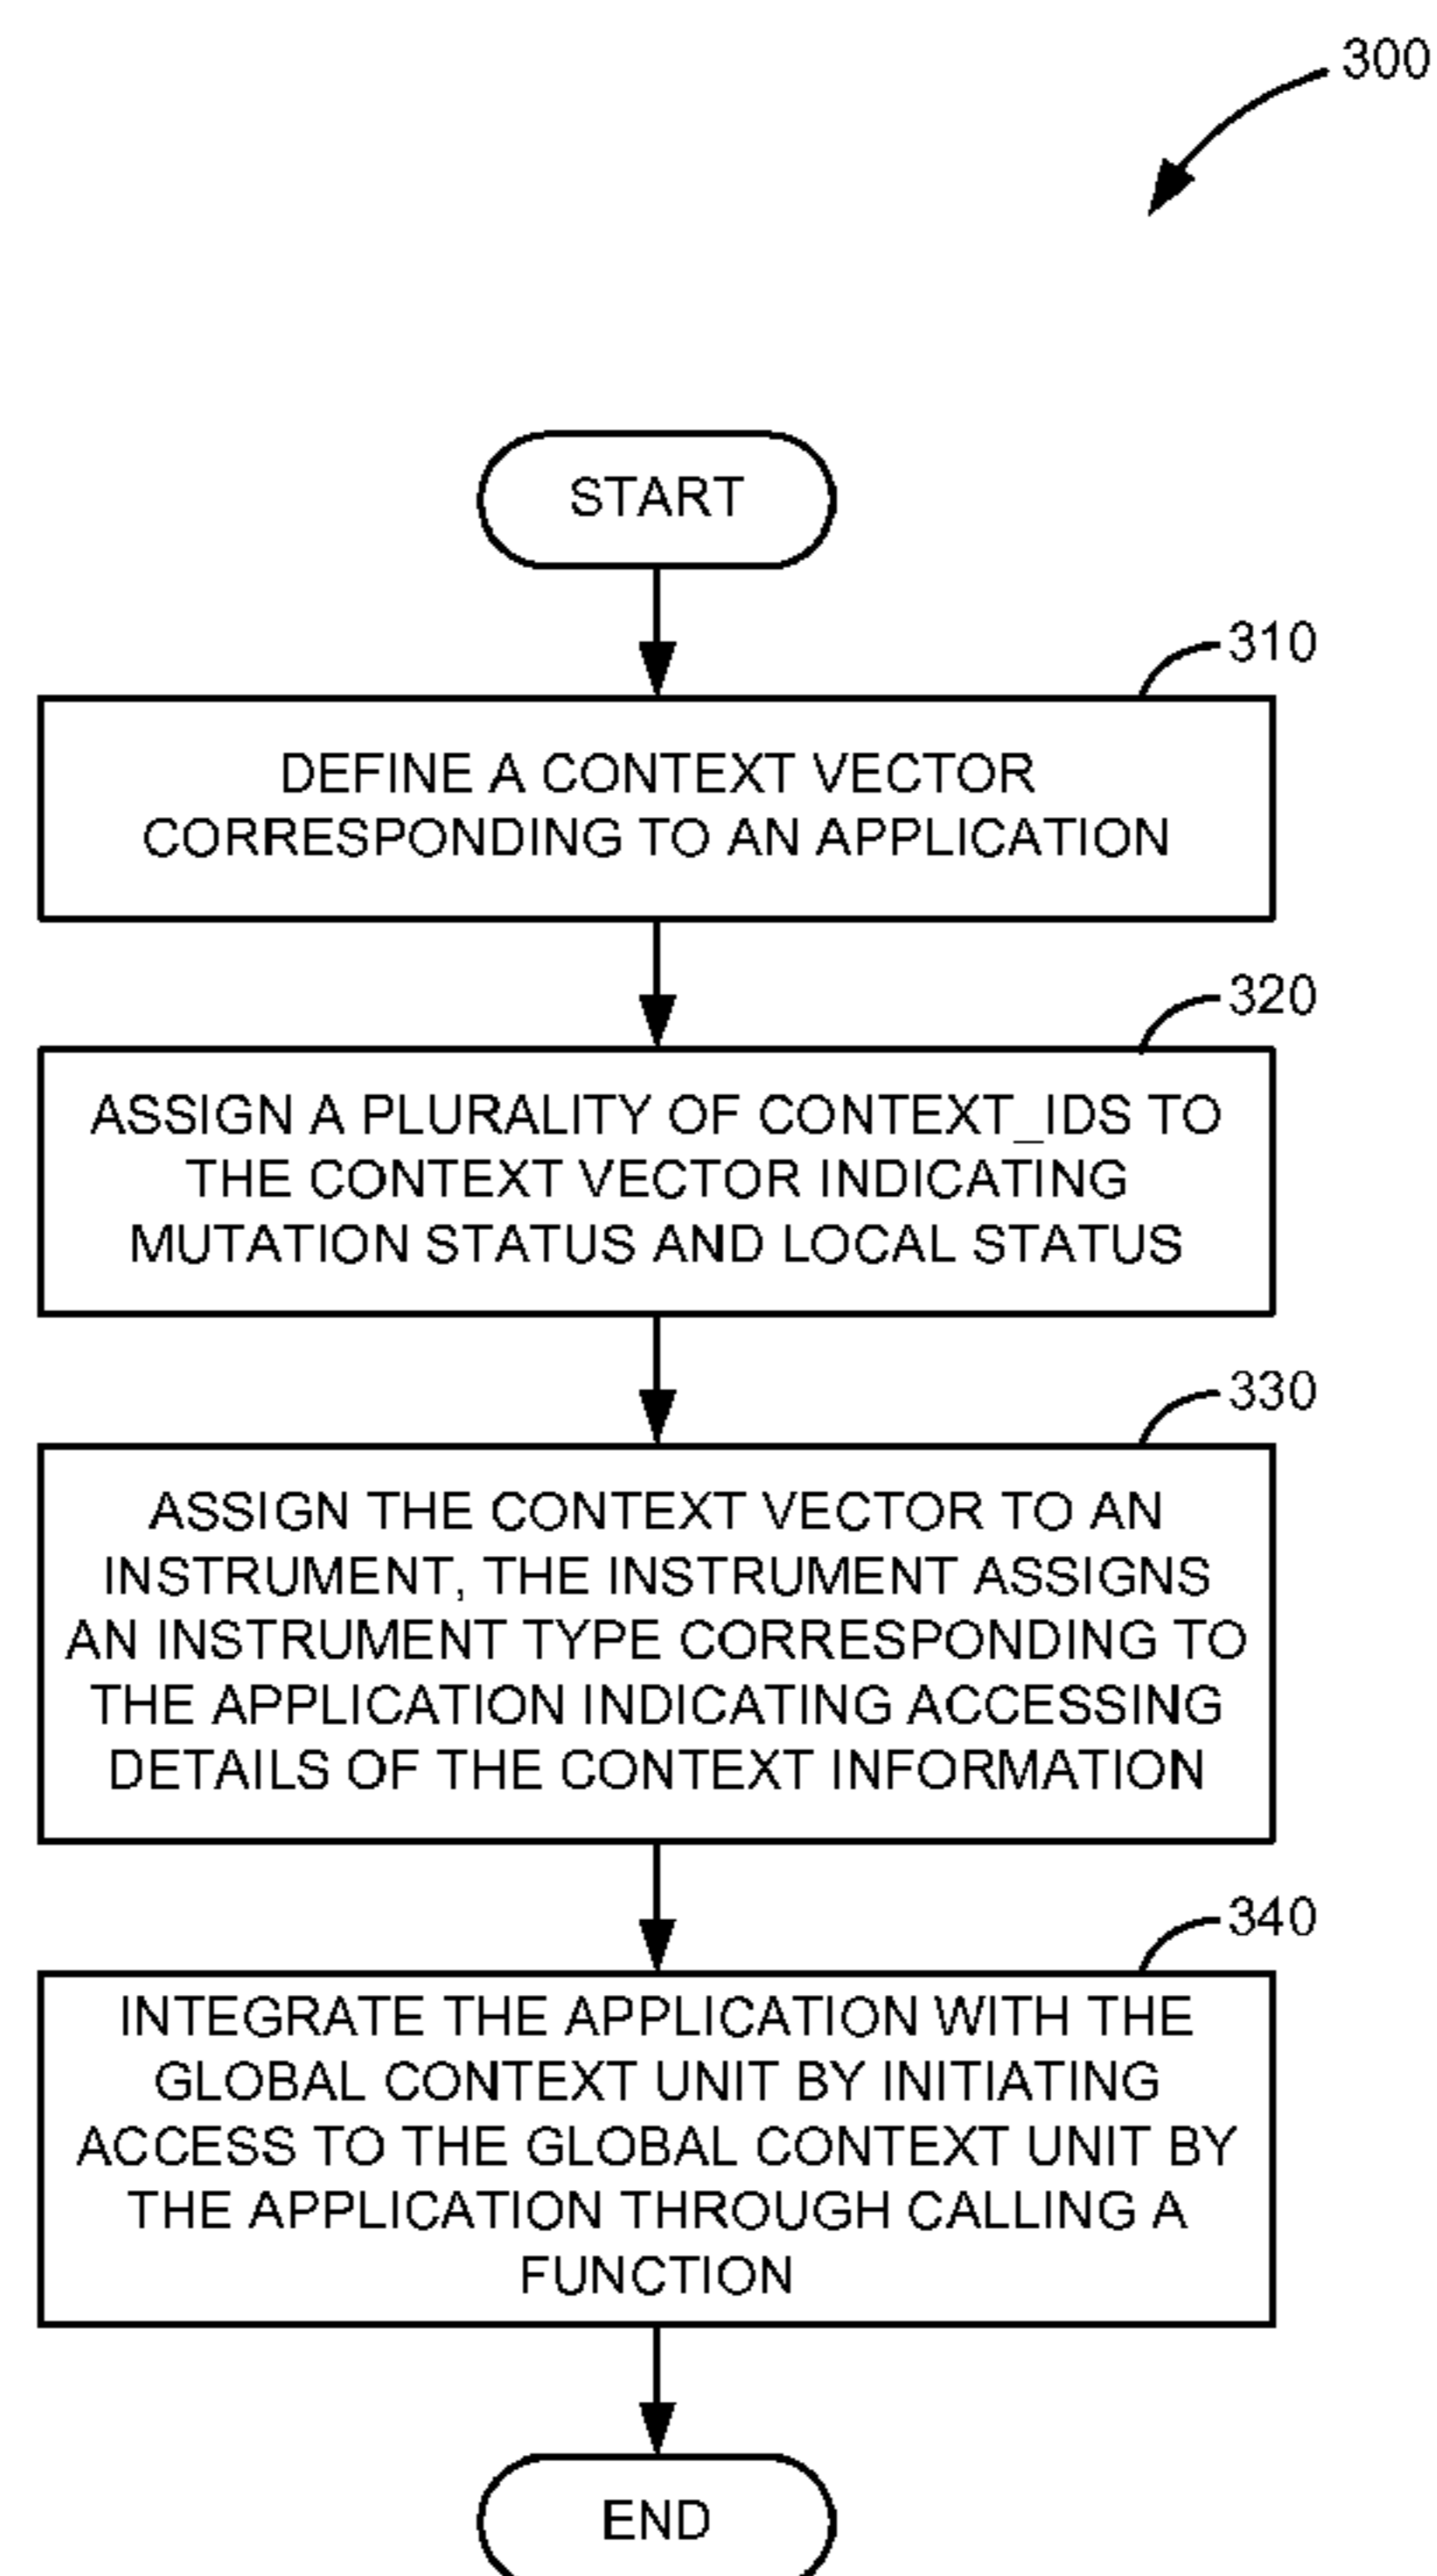 300
START
310
DEFINE A CONTEXT VECTOR
CORRESPONDING TO AN APPLICATION
320
ASSIGN A PLURALITY OF CONTEXT_IDS TO
THE CONTEXT VECTOR INDICATING
MUTATION STATUS AND LOCAL STATUS
330
ASSIGN THE CONTEXT VECTOR TO AN
INSTRUMENT, THE INSTRUMENT ASSIGNS
AN INSTRUMENT TYPE CORRESPONDING TO
THE APPLICATION INDICATING ACCESSING
DETAILS OF THE CONTEXT INFORMATION
340
INTEGRATE THE APPLICATION WITH THE
GLOBAL CONTEXT UNIT BY INITIATING
ACCESS TO THE GLOBAL CONTEXT UNIT BY
THE APPLICATION THROUGH CALLING A
FUNCTION
END